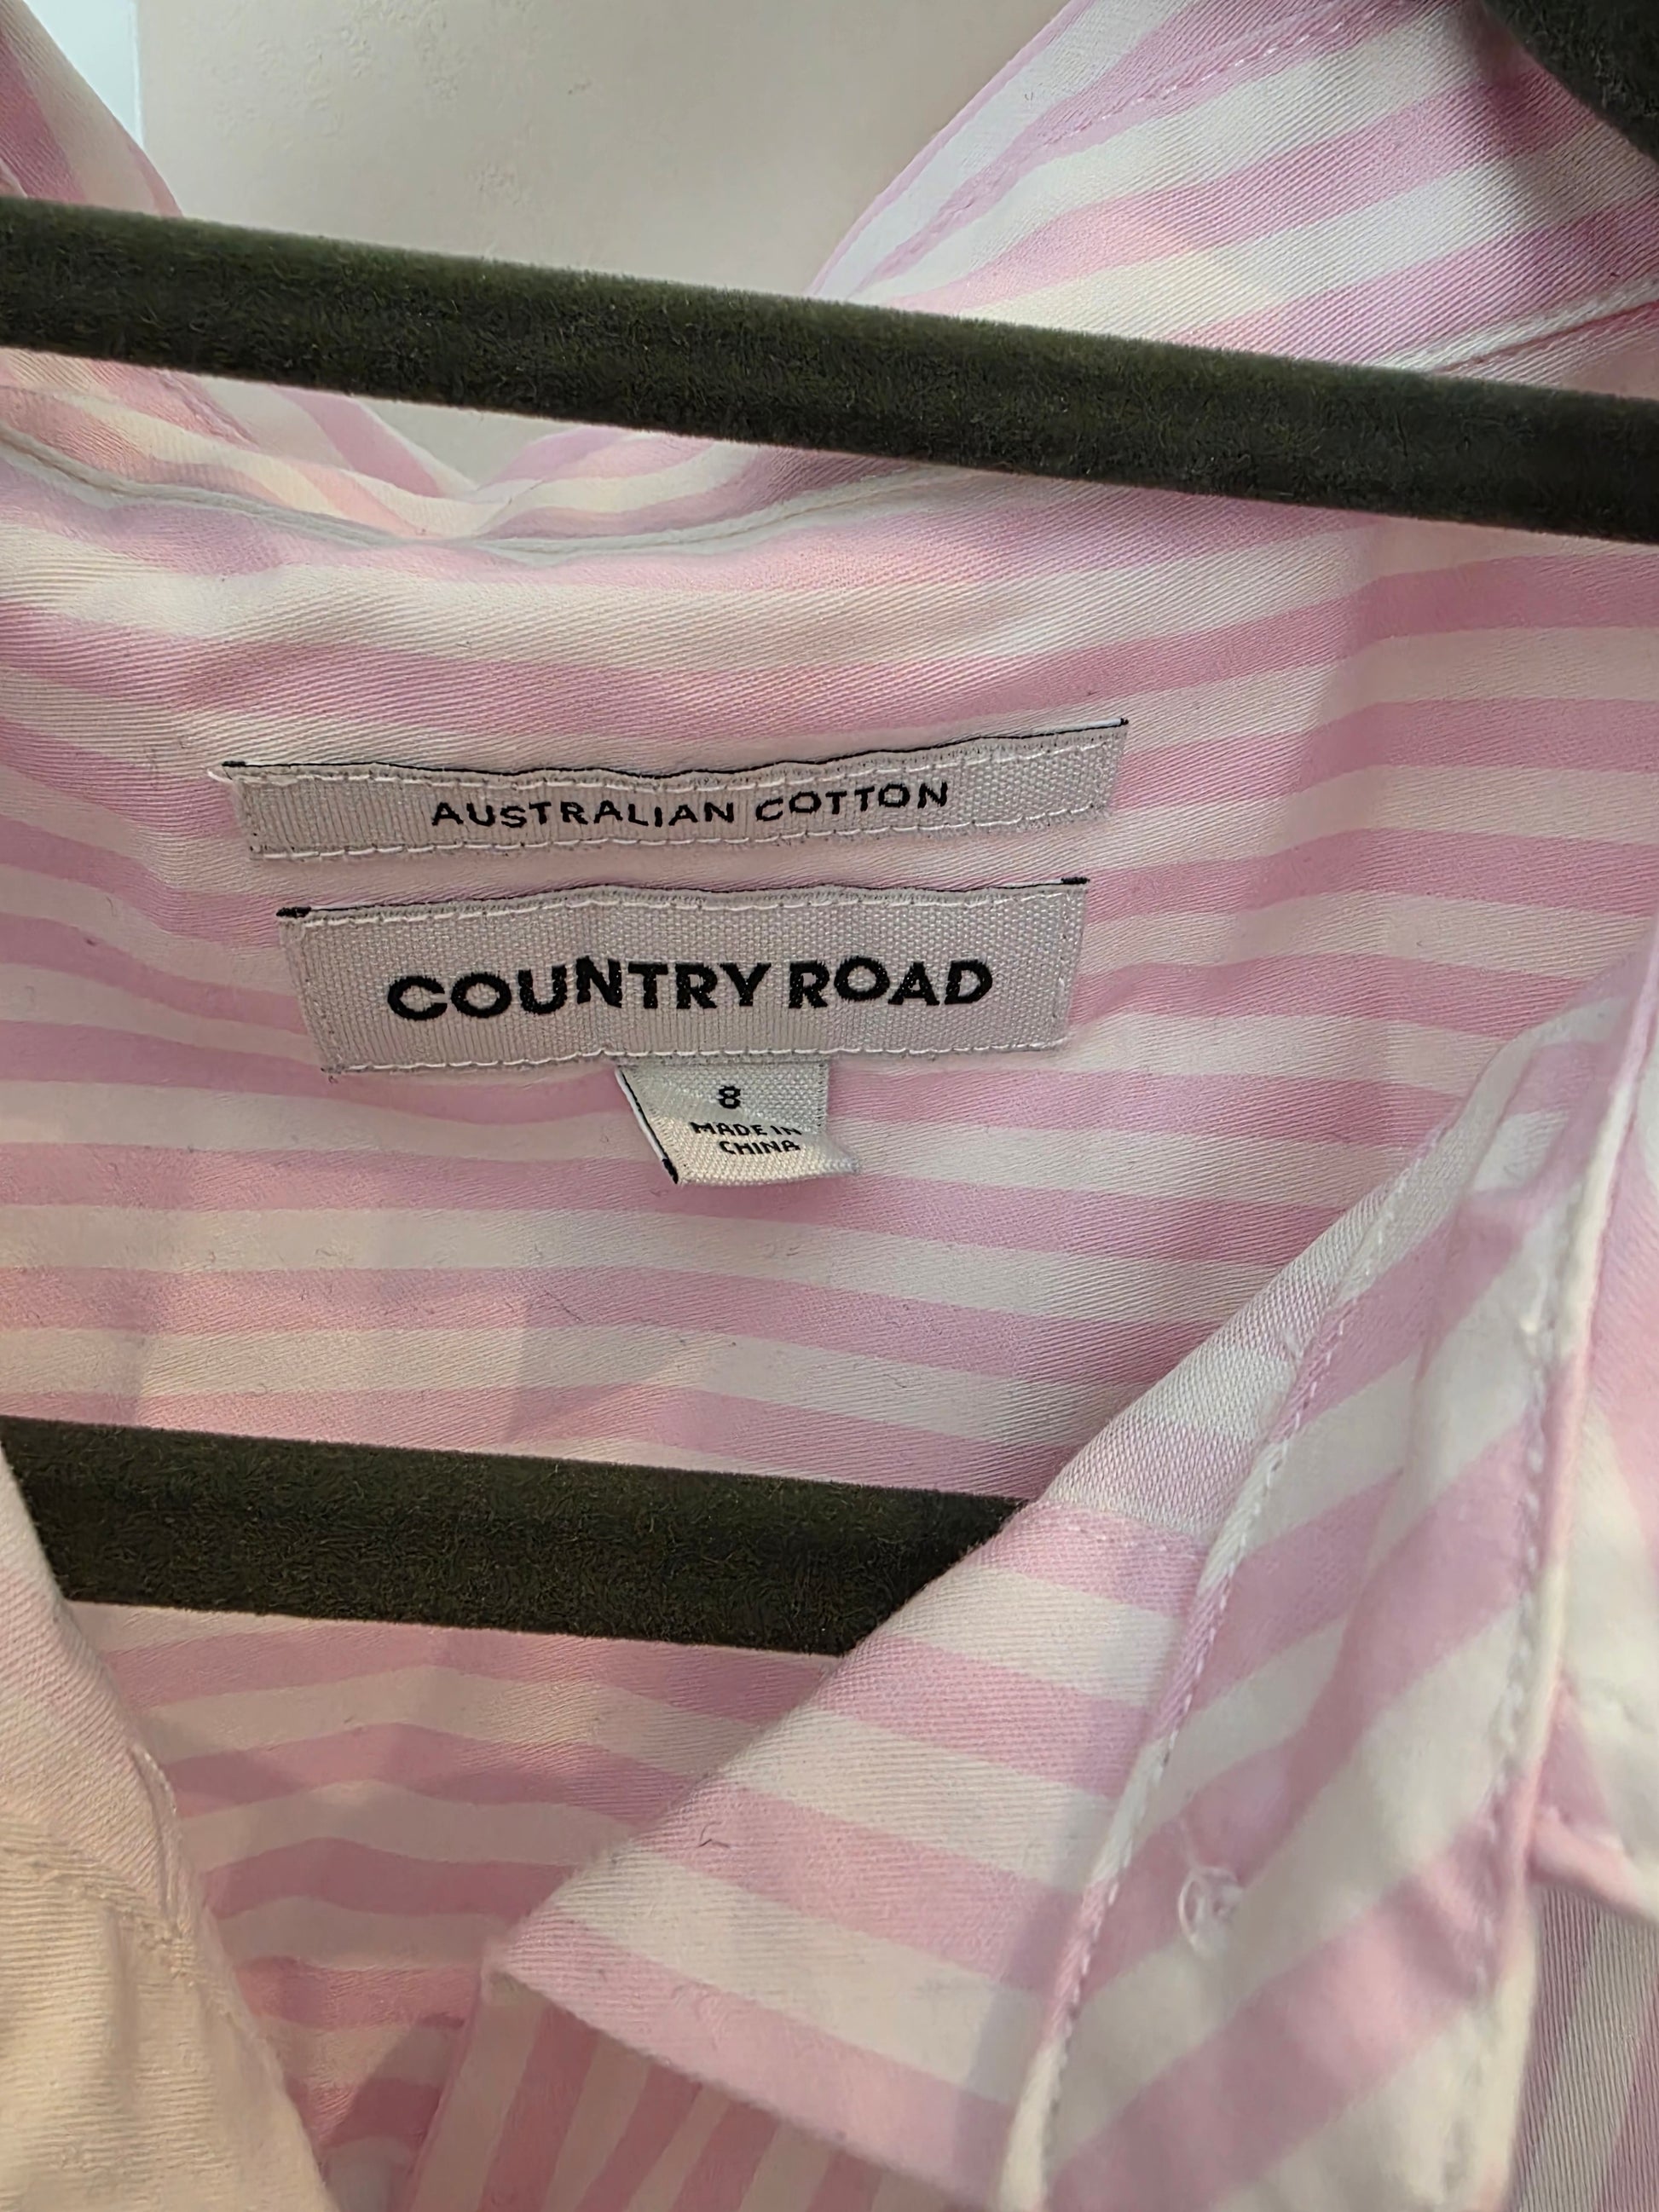 AUSTRALIAN COTTON
COUNTRY ROAD
8
MADE IN
CHINA